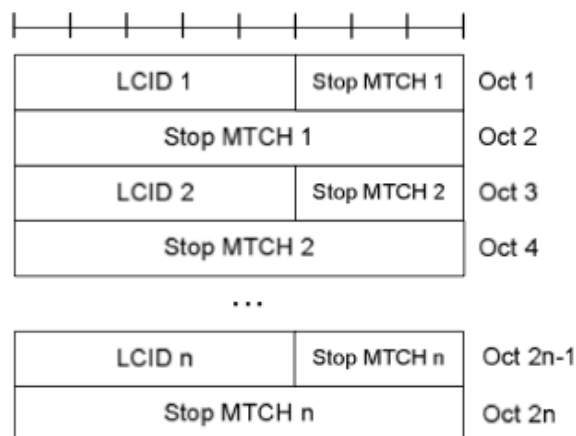 LCID 1 Stop MTCH 1 Oct 1
Stop MTCH 1 Oct 2
LCID 2 Stop MTCH 2 Oct 3
Stop MTCH 2 Oct 4
...
LCID n Stop MTCH n Oct 2n-1
Stop MTCH n Oct 2n